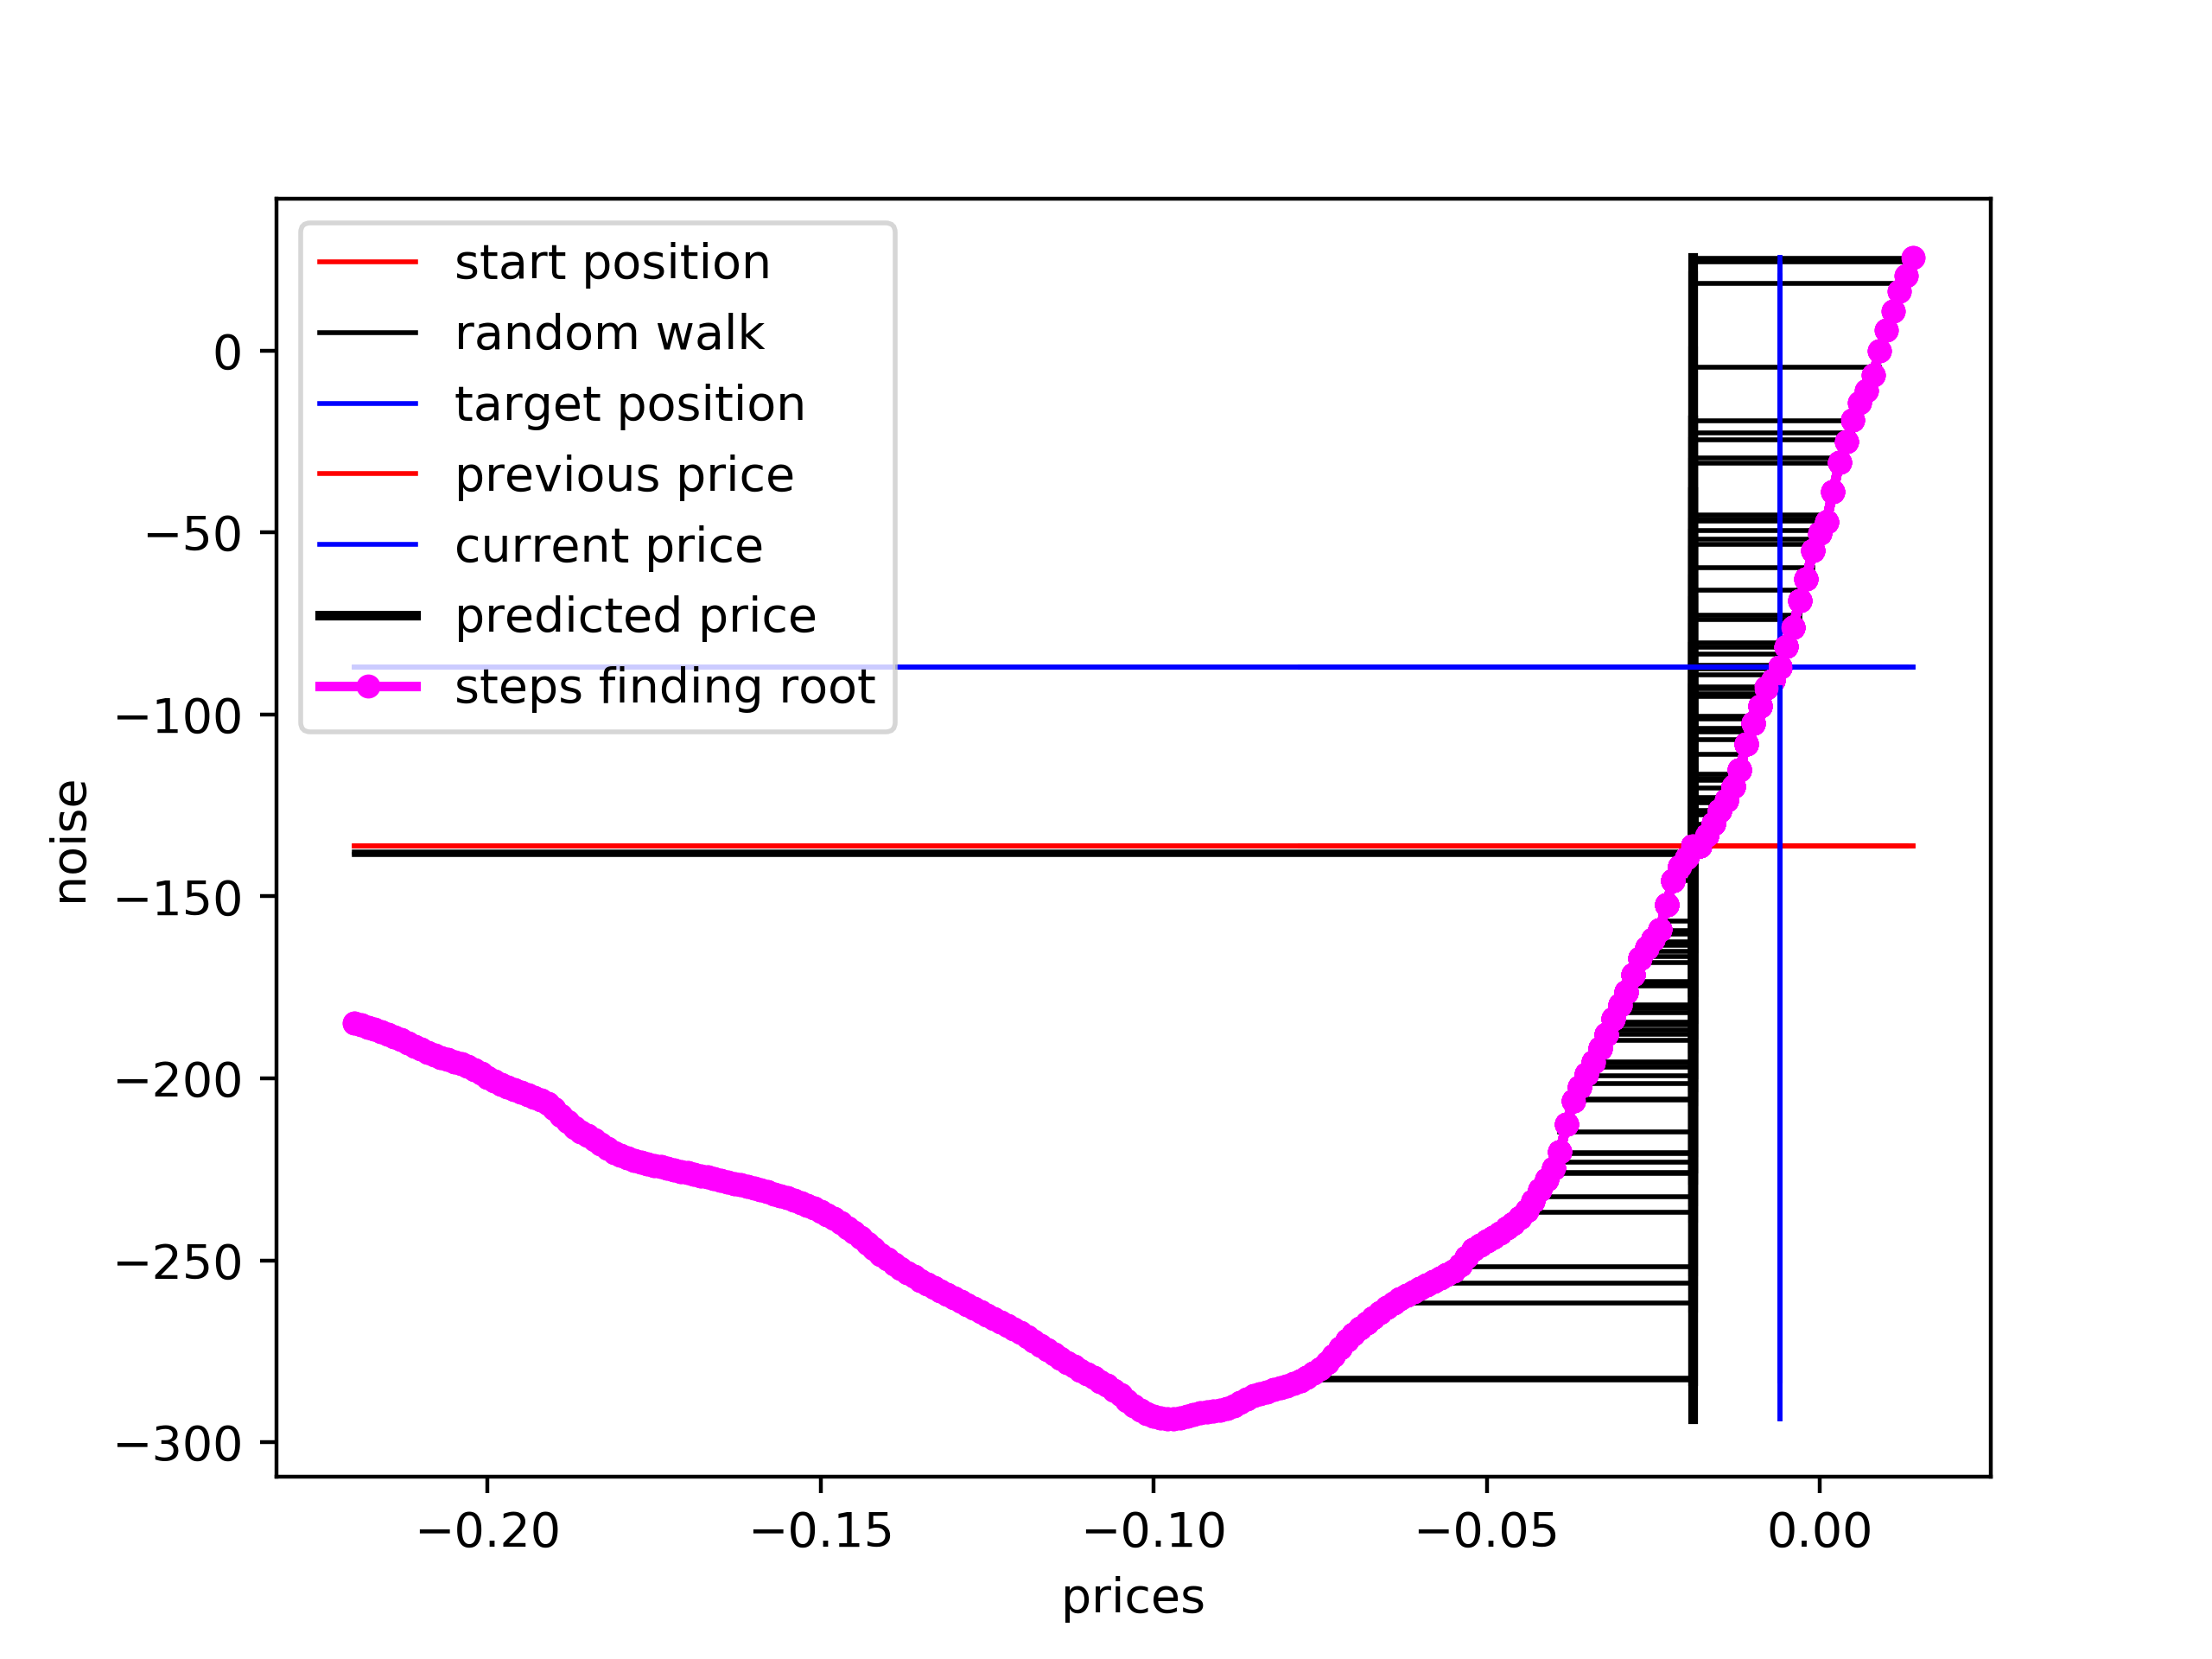 start position
random walk
target position
previous price
current price
predicted price
steps finding root
0
−50
−100
−150
−200
−250
−300
noise
−0.20
−0.15
−0.10
−0.05
0.00
prices